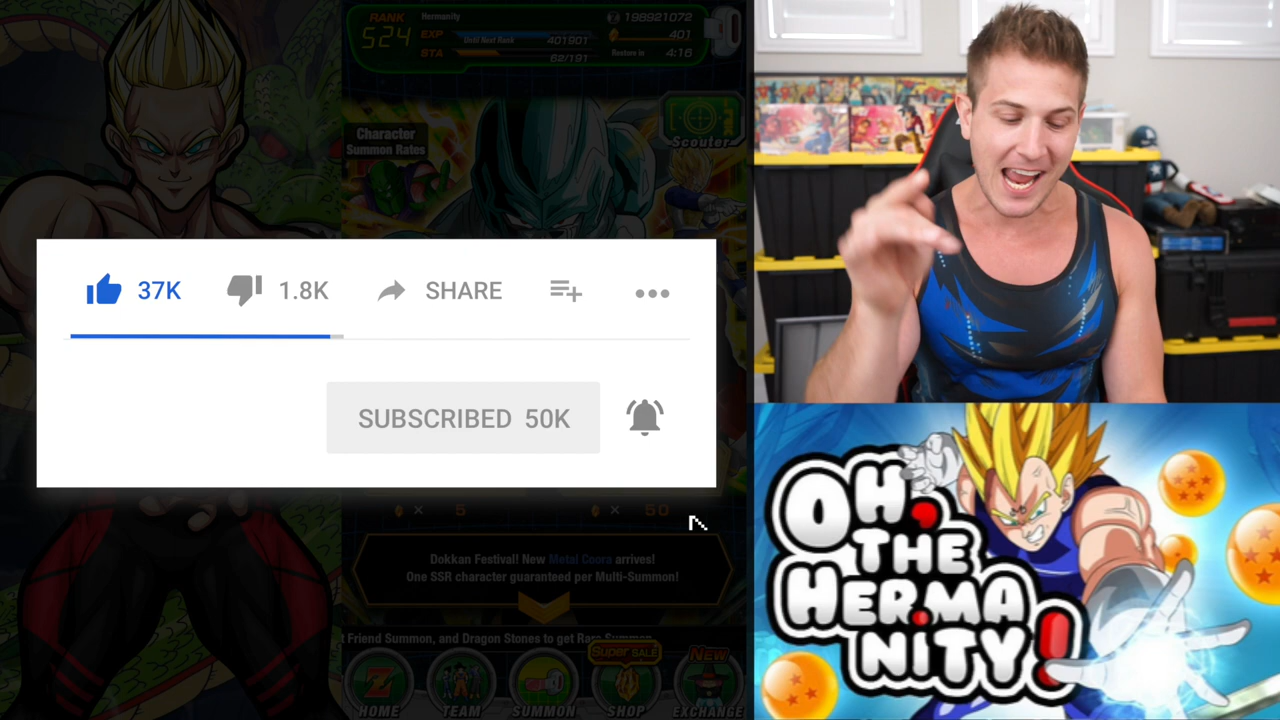 RANK
524
Hermanity
EXP
Until Next Rank
401901
STA
62/191
198921072
401
Restore in
4:16
Character
Summon Rates
Scouter
37K
1.8K
SHARE
SUBSCRIBED 50K
× 5
× 50
Dokkan Festival! New Metal Coora arrives!
One SSR character guaranteed per Multi-Summon!
t Friend Summon, and Dragon Stones to get Rare Summon
Super SALE
NEW
HOME
TEAM
SUMMON
SHOP
EXCHANGE
OH,
THE
HERMA
NITY!